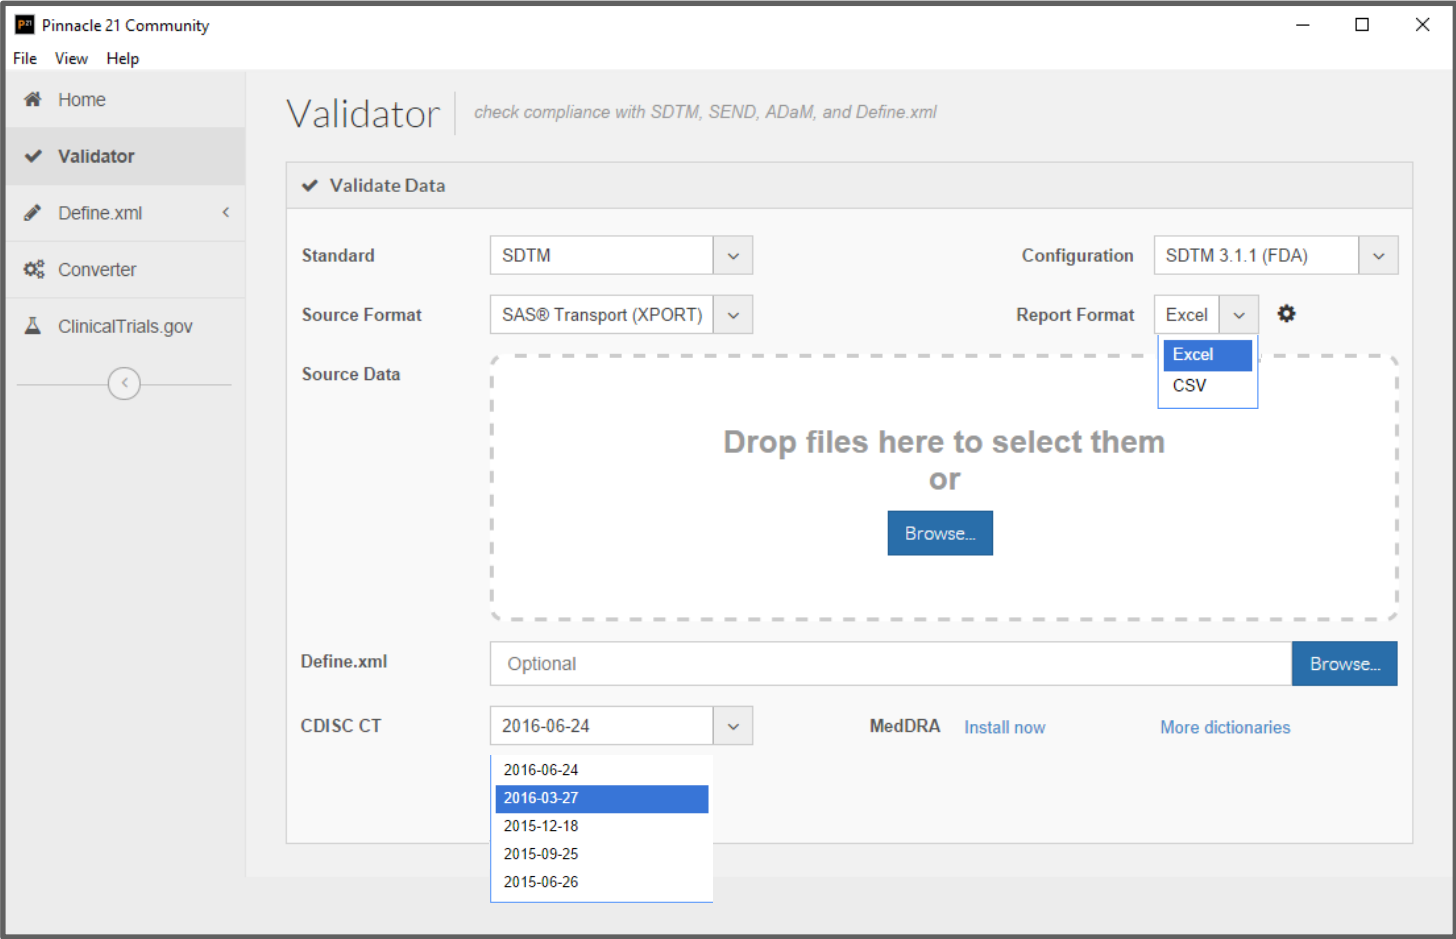 P21 Pinnacle 21 Community
File View Help
Home
Validator
Define.xml
Converter
ClinicalTrials.gov
Validator check compliance with SDTM, SEND, ADaM, and Define.xml
Validate Data
Standard SDTM Configuration SDTM 3.1.1 (FDA)
Source Format SAS® Transport (XPORT) Report Format Excel
Excel
CSV
Source Data
Drop files here to select them
or
Browse...
Define.xml Optional Browse...
CDISC CT 2016-06-24 MedDRA Install now More dictionaries
2016-06-24
2016-03-27
2015-12-18
2015-09-25
2015-06-26